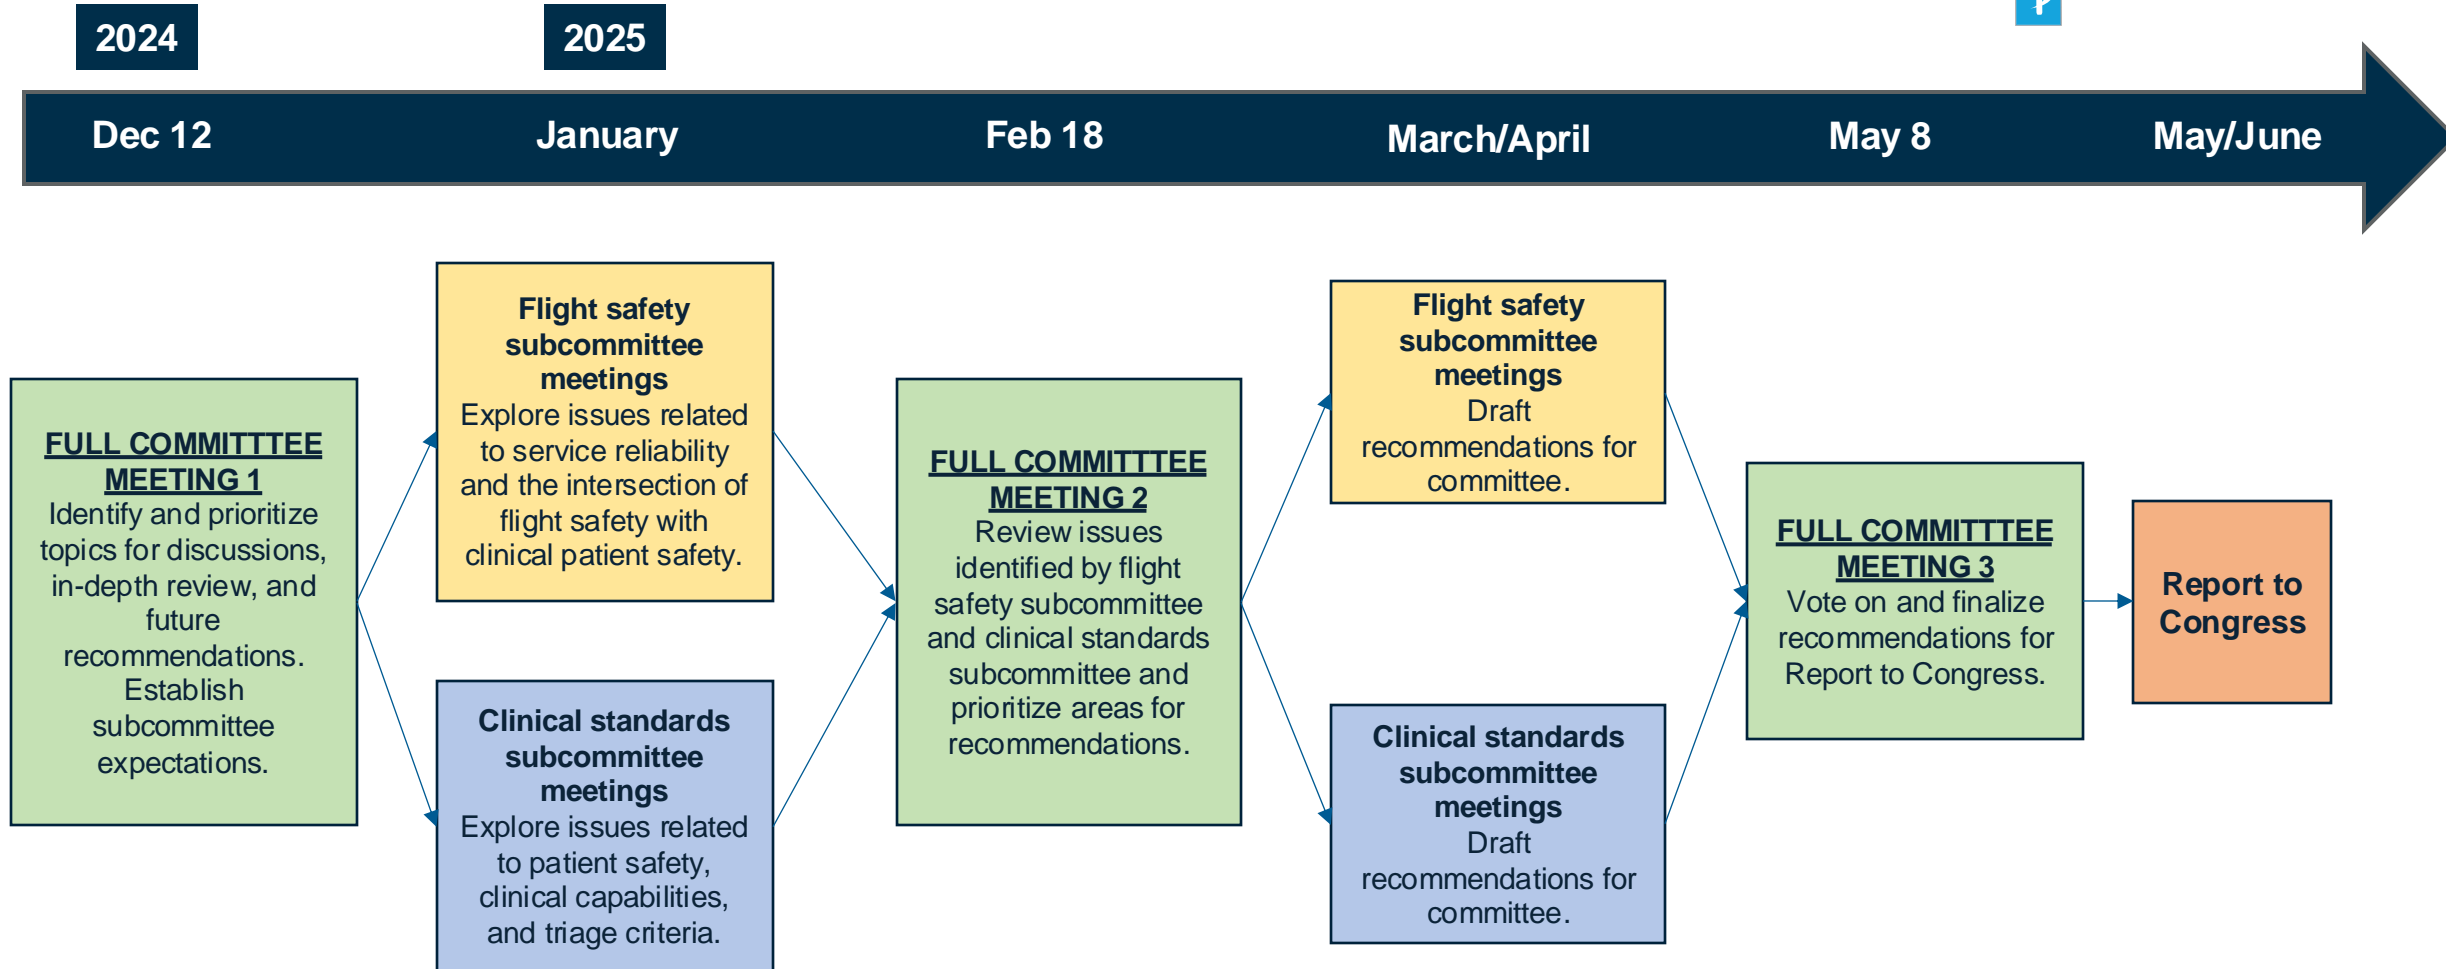 2024
2025
Dec 12
January
Feb 18
March/April
May 8
May/June
FULL COMMITTTEE
MEETING 1
Identify and prioritize
topics for discussions,
in-depth review, and
future
recommendations.
Establish
subcommittee
expectations.
Flight safety
subcommittee
meetings
Explore issues related
to service reliability
and the intersection of
flight safety with
clinical patient safety.
Clinical standards
subcommittee
meetings
Explore issues related
to patient safety,
clinical capabilities,
and triage criteria.
FULL COMMITTTEE
MEETING 2
Review issues
identified by flight
safety subcommittee
and clinical standards
subcommittee and
prioritize areas for
recommendations.
Flight safety
subcommittee
meetings
Draft
recommendations for
committee.
Clinical standards
subcommittee
meetings
Draft
recommendations for
committee.
FULL COMMITTTEE
MEETING 3
Vote on and finalize
recommendations for
Report to Congress.
Report to
Congress